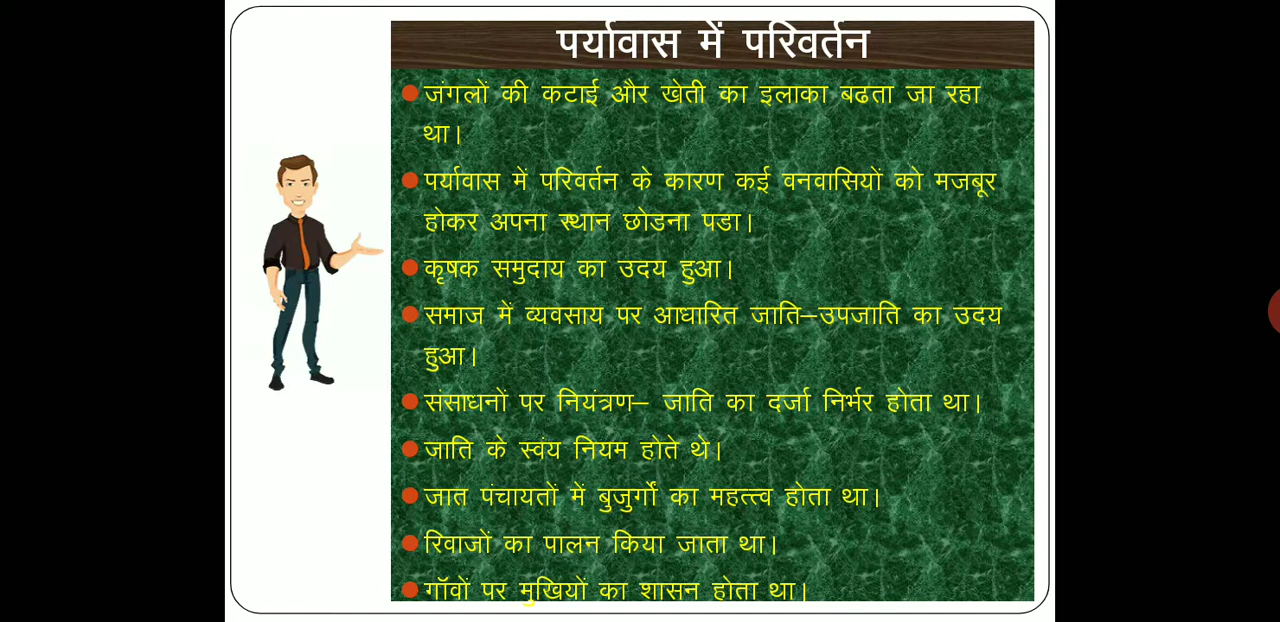 पर्यावास में परिवर्तन
जंगलों की कटाई और खेती का इलाका बढता जा रहा
था।
पर्यावास में परिवर्तन के कारण कई वनवासियों को मजबूर
होकर अपना स्थान छोडना पडा।
कृषक समुदाय का उदय हुआ।
समाज में व्यवसाय पर आधारित जाति–उपजाति का उदय
हुआ।
संसाधनों पर नियंत्रण– जाति का दर्जा निर्भर होता था।
जाति के स्वंय नियम होते थे।
जात पंचायतों में बुजुर्गों का महत्त्व होता था।
रिवाजों का पालन किया जाता था।
गॉवों पर मुखियों का शासन होता था।